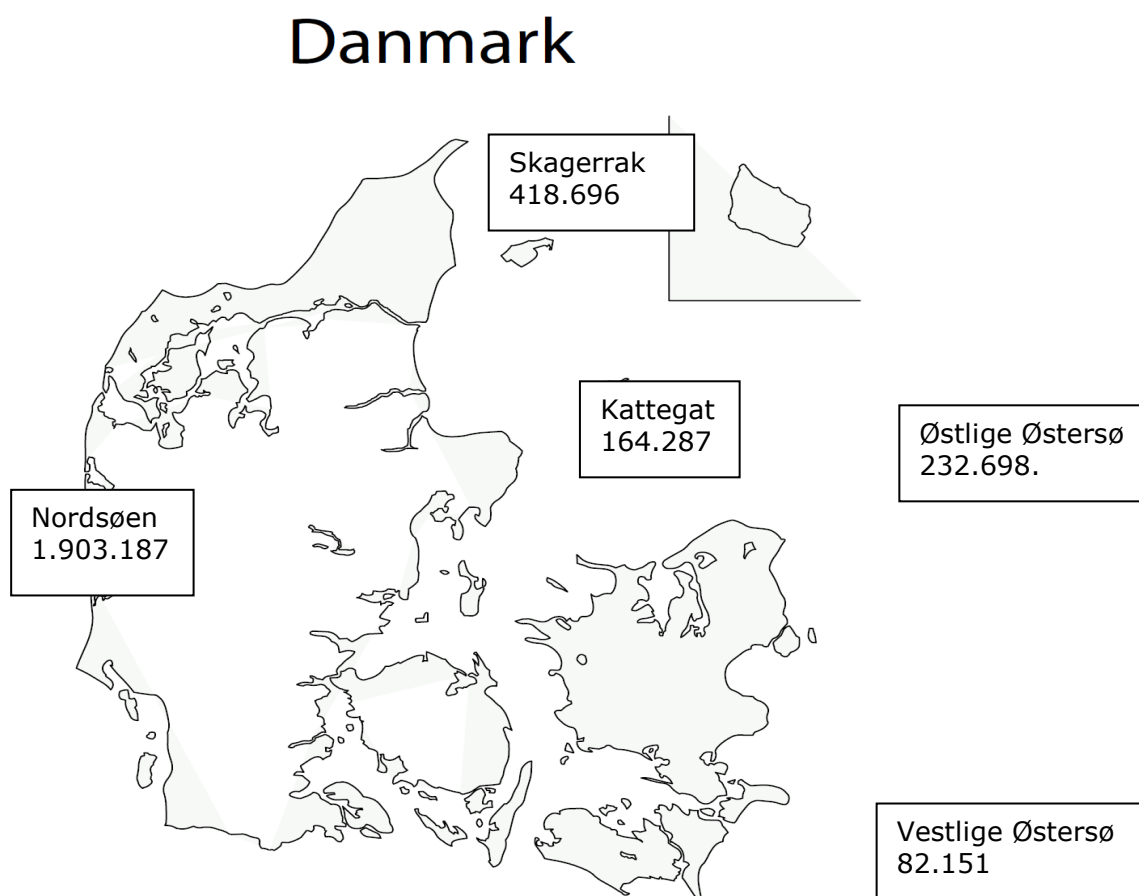 Danmark
Skagerrak
418.696
Kattegat
164.287
Østlige Østersø
232.698.
Nordsøen
1.903.187
Vestlige Østersø
82.151